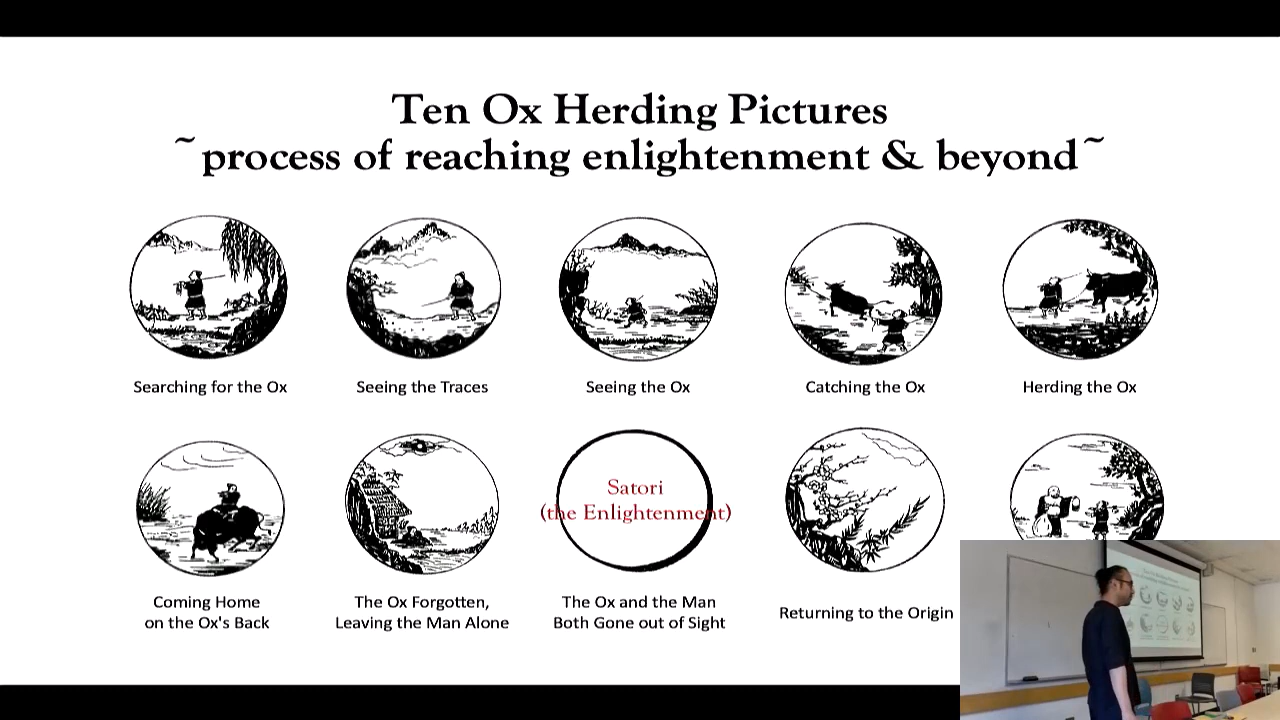 Ten Ox Herding Pictures
~process of reaching enlightenment & beyond~
Searching for the Ox
Seeing the Traces
Seeing the Ox
Catching the Ox
Herding the Ox
Satori
(the Enlightenment)
Coming Home
on the Ox's Back
The Ox Forgotten,
Leaving the Man Alone
The Ox and the Man
Both Gone out of Sight
Returning to the Origin